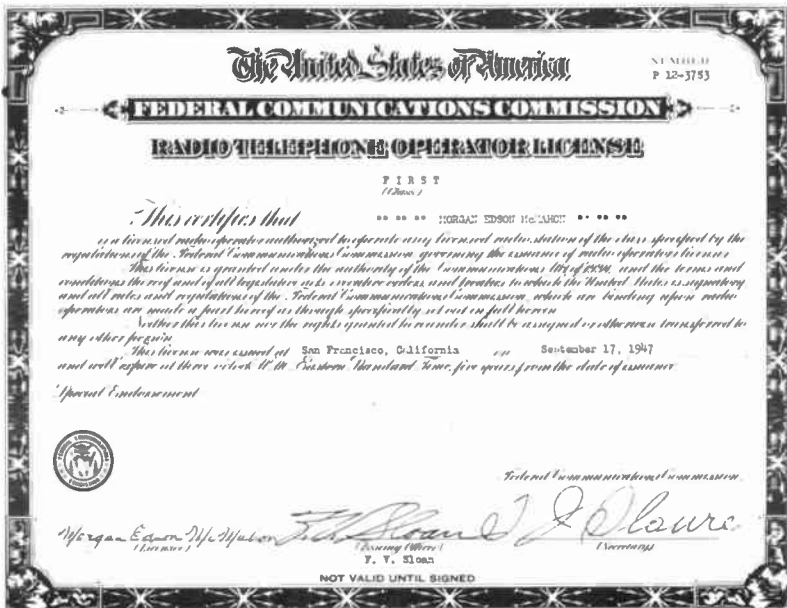 The United States of America
NUMBER
P 12-3753
FEDERAL COMMUNICATIONS COMMISSION
RADIO TELEPHONE OPERATOR LICENSE
FIRST
(Class)
This certifies that MORGAN EDSON McMAHON
is a licensed radio operator authorized to operate any licensed radio station of the class specified by the
regulations of the Federal Communications Commission governing the issuance of radio operator licenses
This license is granted under the authority of the Communications Act of 1934, and the terms and
conditions thereof and of all legislative acts executive orders and treaties to which the United States is signatory
and all rules and regulations of the Federal Communications Commission, which are binding upon radio
operators are made a part hereof as though specifically set out in full herein
Neither this license nor the rights granted hereunder shall be assigned or otherwise transferred to
any other person
This license was issued at San Francisco, California on September 17, 1947
and will expire at three o'clock A.M. Eastern Standard Time, five years from the date of issuance
Special Endorsement
FEDERAL COMMUNICATIONS COMMISSION
Federal Communications Commission
Morgan Edson McMahon
(Licensee)
(Issuing Officer)
(Secretary)
F. V. Sloan
NOT VALID UNTIL SIGNED